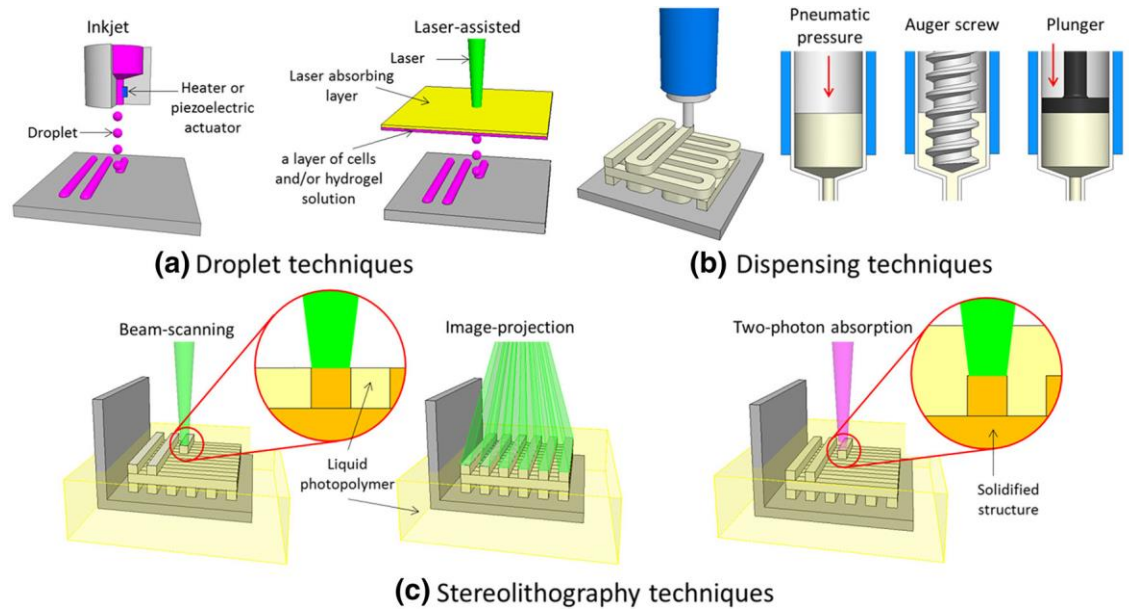 Inkjet
Heater or
piezoelectric
actuator
Droplet
Laser-assisted
Laser
Laser absorbing
layer
a layer of cells
and/or hydrogel
solution
(a) Droplet techniques
Pneumatic
pressure
Auger screw
Plunger
(b) Dispensing techniques
Beam-scanning
Image-projection
Liquid
photopolymer
Two-photon absorption
Solidified
structure
(c) Stereolithography techniques